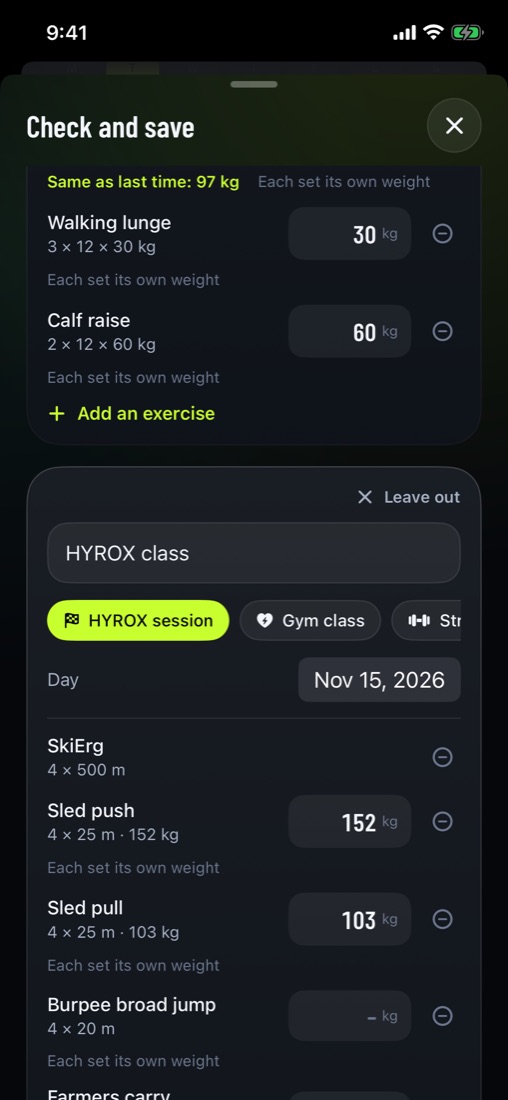 9:41
Check and save
Same as last time: 97 kg Each set its own weight
Walking lunge
3 × 12 × 30 kg
30 kg
Each set its own weight
Calf raise
2 × 12 × 60 kg
60 kg
Each set its own weight
+ Add an exercise
Leave out
HYROX class
HYROX session Gym class Str
Day Nov 15, 2026
SkiErg
4 × 500 m
Sled push
4 × 25 m · 152 kg
152 kg
Each set its own weight
Sled pull
4 × 25 m · 103 kg
103 kg
Each set its own weight
Burpee broad jump
4 × 20 m
– kg
Each set its own weight
Farmers carry